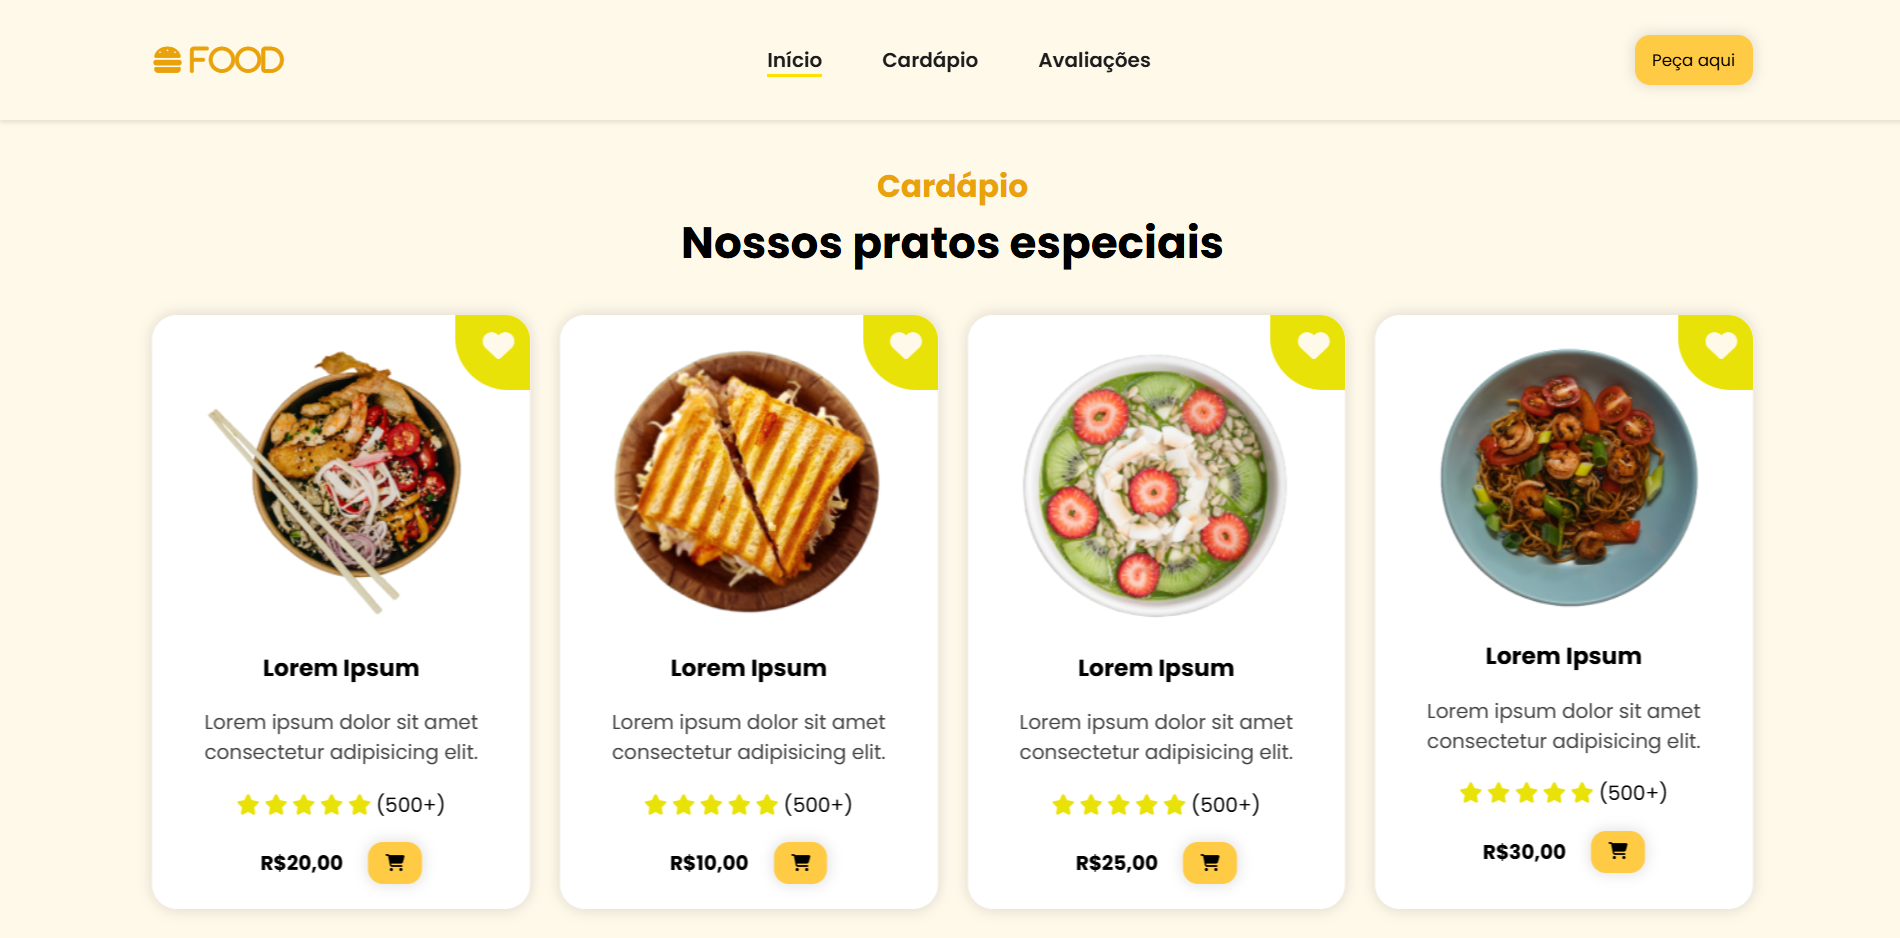 FOOD
Início
Cardápio
Avaliações
Peça aqui
Cardápio
Nossos pratos especiais
Lorem Ipsum
Lorem ipsum dolor sit amet
consectetur adipisicing elit.
(500+)
R$20,00
Lorem Ipsum
Lorem ipsum dolor sit amet
consectetur adipisicing elit.
(500+)
R$10,00
Lorem Ipsum
Lorem ipsum dolor sit amet
consectetur adipisicing elit.
(500+)
R$25,00
Lorem Ipsum
Lorem ipsum dolor sit amet
consectetur adipisicing elit.
(500+)
R$30,00